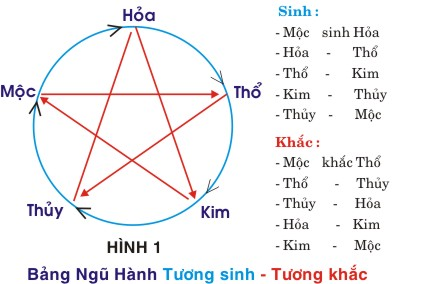 Hỏa
Mộc
Thổ
Thủy
Kim
HÌNH 1
Sinh :
- Mộc sinh Hỏa
- Hỏa - Thổ
- Thổ - Kim
- Kim - Thủy
- Thủy - Mộc
Khắc :
- Mộc khắc Thổ
- Thổ - Thủy
- Thủy - Hỏa
- Hỏa - Kim
- Kim - Mộc
Bảng Ngũ Hành Tương sinh - Tương khắc